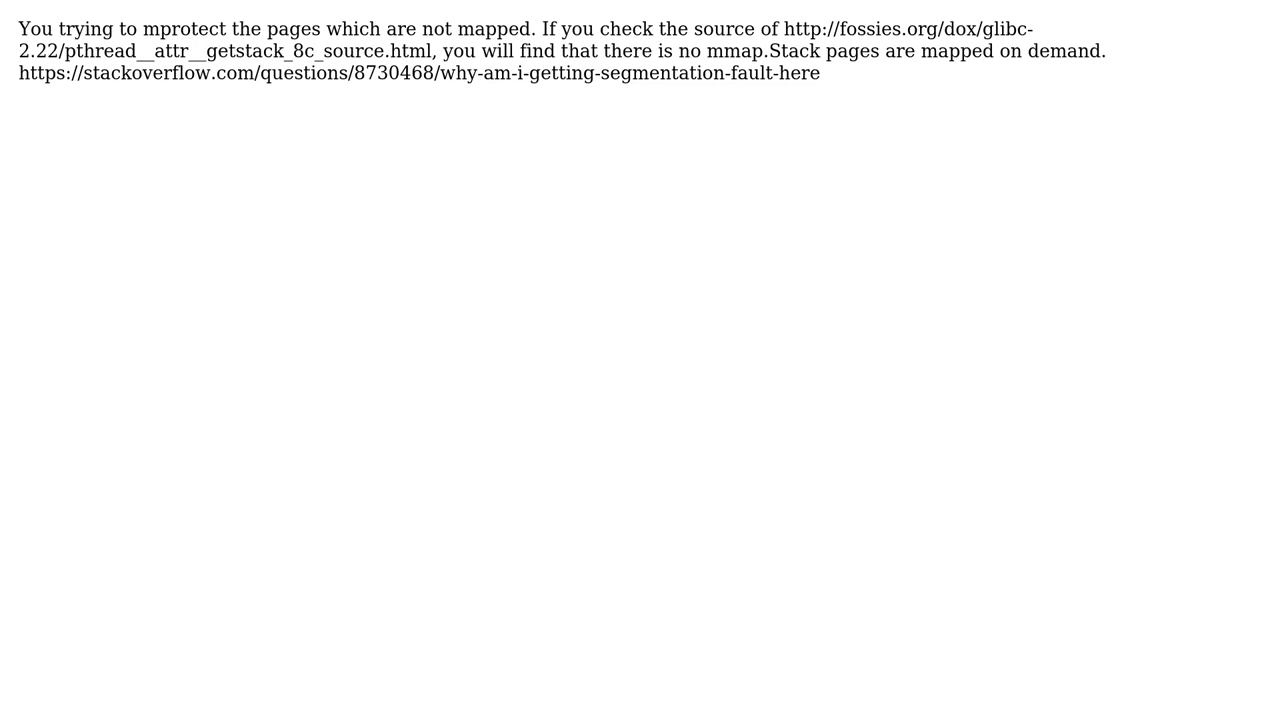 You trying to mprotect the pages which are not mapped. If you check the source of http://fossies.org/dox/glibc-
2.22/pthread__attr__getstack_8c_source.html, you will find that there is no mmap.Stack pages are mapped on demand.
https://stackoverflow.com/questions/8730468/why-am-i-getting-segmentation-fault-here